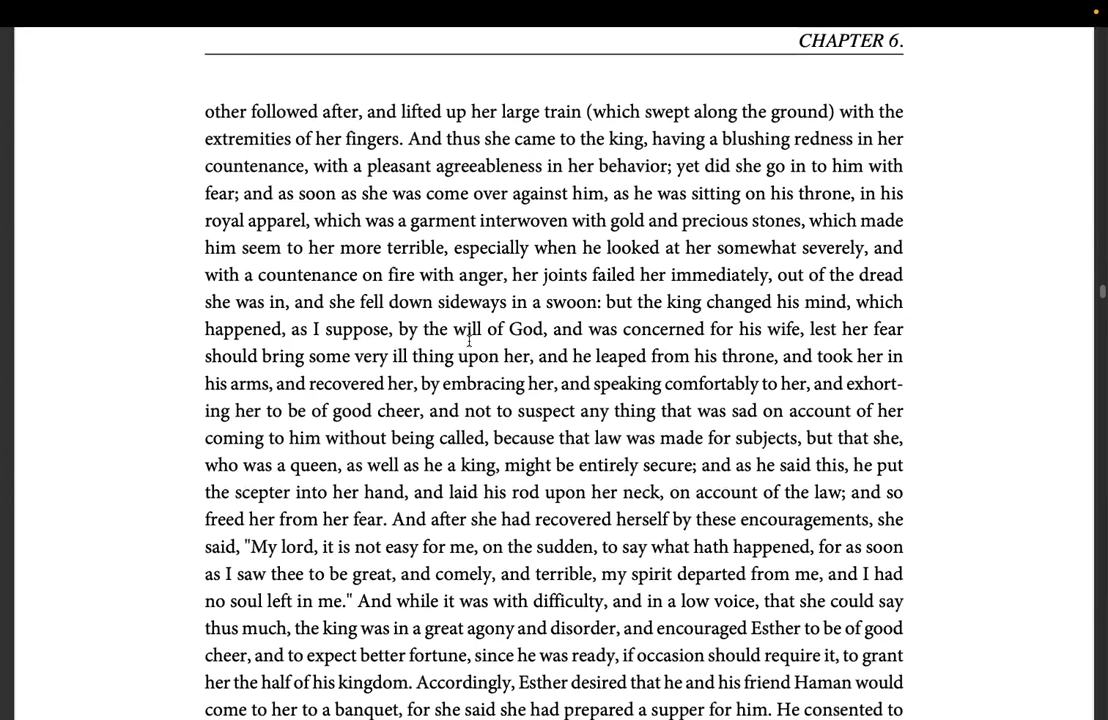 CHAPTER 6.
other followed after, and lifted up her large train (which swept along the ground) with the
extremities of her fingers. And thus she came to the king, having a blushing redness in her
countenance, with a pleasant agreeableness in her behavior; yet did she go in to him with
fear; and as soon as she was come over against him, as he was sitting on his throne, in his
royal apparel, which was a garment interwoven with gold and precious stones, which made
him seem to her more terrible, especially when he looked at her somewhat severely, and
with a countenance on fire with anger, her joints failed her immediately, out of the dread
she was in, and she fell down sideways in a swoon: but the king changed his mind, which
happened, as I suppose, by the will of God, and was concerned for his wife, lest her fear
should bring some very ill thing upon her, and he leaped from his throne, and took her in
his arms, and recovered her, by embracing her, and speaking comfortably to her, and exhort-
ing her to be of good cheer, and not to suspect any thing that was sad on account of her
coming to him without being called, because that law was made for subjects, but that she,
who was a queen, as well as he a king, might be entirely secure; and as he said this, he put
the scepter into her hand, and laid his rod upon her neck, on account of the law; and so
freed her from her fear. And after she had recovered herself by these encouragements, she
said, "My lord, it is not easy for me, on the sudden, to say what hath happened, for as soon
as I saw thee to be great, and comely, and terrible, my spirit departed from me, and I had
no soul left in me." And while it was with difficulty, and in a low voice, that she could say
thus much, the king was in a great agony and disorder, and encouraged Esther to be of good
cheer, and to expect better fortune, since he was ready, if occasion should require it, to grant
her the half of his kingdom. Accordingly, Esther desired that he and his friend Haman would
come to her to a banquet, for she said she had prepared a supper for him. He consented to